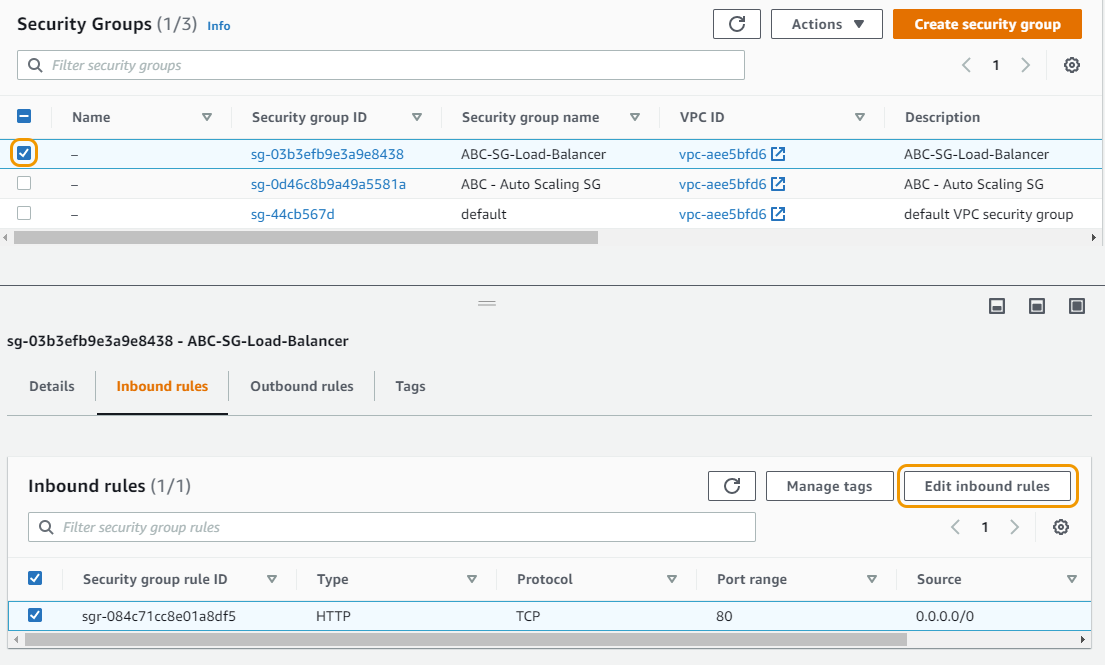 Security Groups (1/3) Info Actions Create security group
Filter security groups 1
Name Security group ID Security group name VPC ID Description
– sg-03b3efb9e3a9e8438 ABC-SG-Load-Balancer vpc-aee5bfd6 ABC-SG-Load-Balancer
– sg-0d46c8b9a49a5581a ABC - Auto Scaling SG vpc-aee5bfd6 ABC - Auto Scaling SG
– sg-44cb567d default vpc-aee5bfd6 default VPC security group
sg-03b3efb9e3a9e8438 - ABC-SG-Load-Balancer
Details Inbound rules Outbound rules Tags
Inbound rules (1/1) Manage tags Edit inbound rules
Filter security group rules 1
Security group rule ID Type Protocol Port range Source
sgr-084c71cc8e01a8df5 HTTP TCP 80 0.0.0.0/0